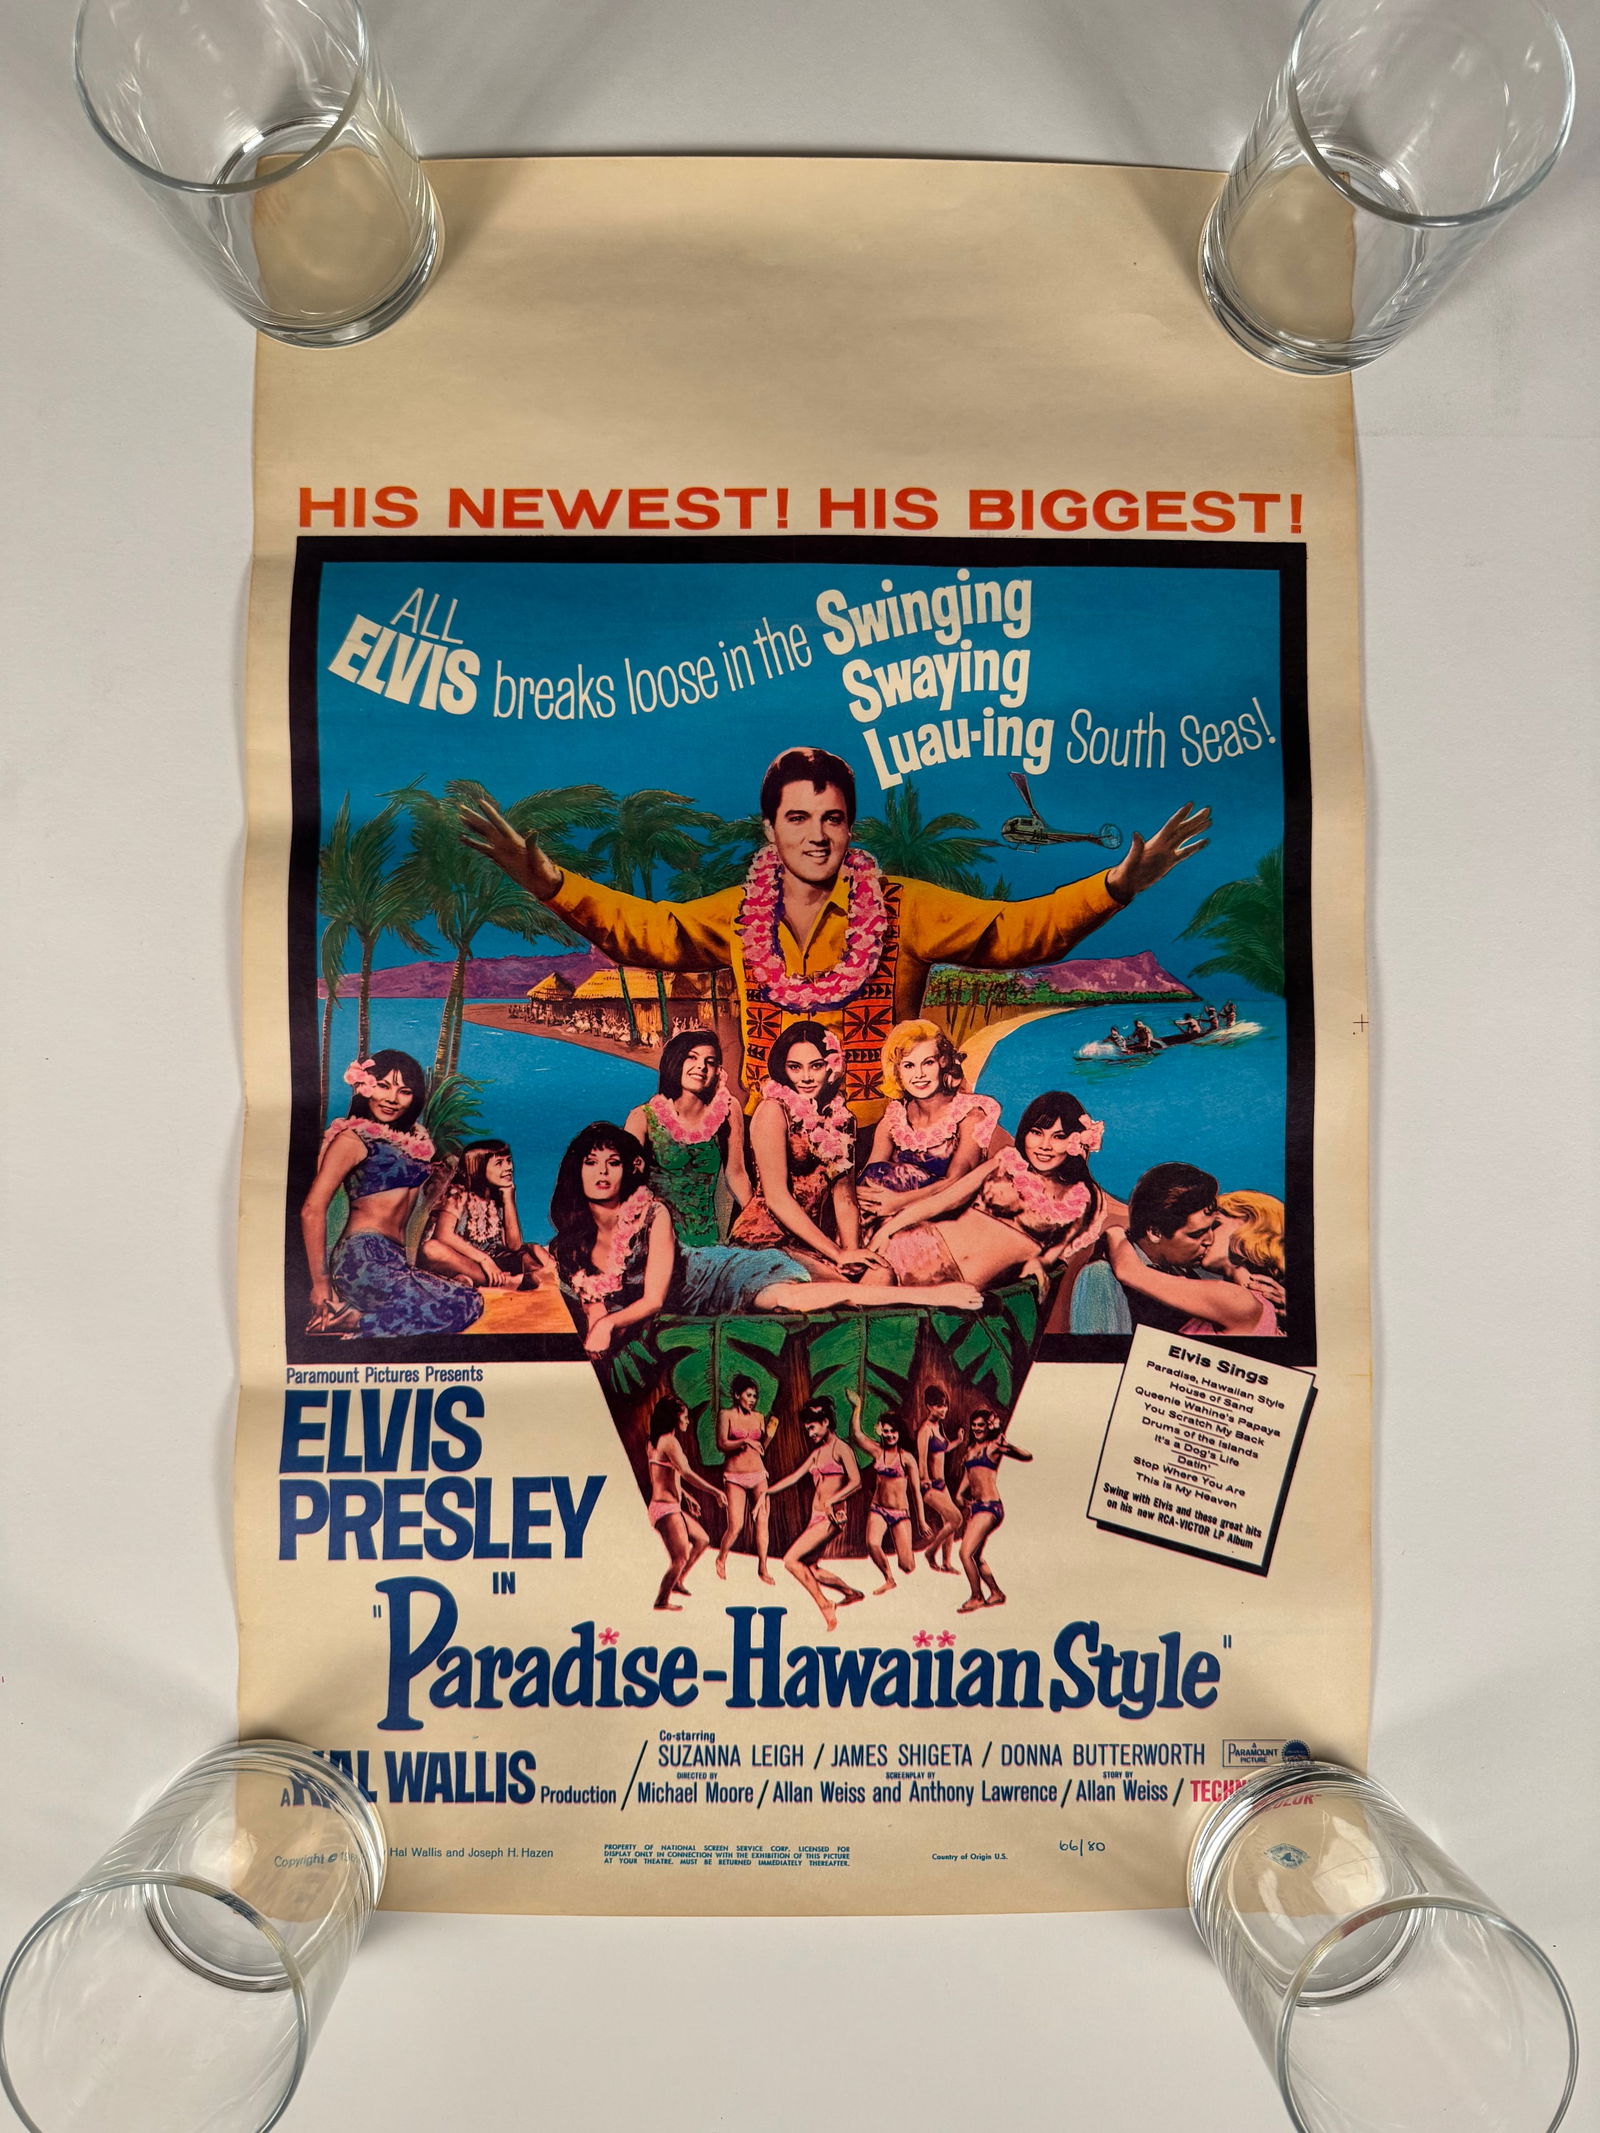 HIS NEWEST! HIS BIGGEST!
ALL
ELVIS breaks loose in the Swinging
Swaying
Luau-ing South Seas!
Paramount Pictures Presents
ELVIS
PRESLEY
IN
"Paradise-Hawaiian Style"
Elvis Sings
Paradise, Hawaiian Style
House of Sand
Queenie Wahine's Papaya
You Scratch My Back
Drums of the Islands
It's a Dog's Life
Datin'
Stop Where You Are
This Is My Heaven
Swing with Elvis and these great hits
on his new RCA-VICTOR LP Album
Co-starring
SUZANNA LEIGH / JAMES SHIGETA / DONNA BUTTERWORTH
A PARAMOUNT PICTURE
A HAL WALLIS Production
DIRECTED BY
Michael Moore /
SCREENPLAY BY
Allan Weiss and Anthony Lawrence /
STORY BY
Allan Weiss /
Copyright ©
Hal Wallis and Joseph H. Hazen
PROPERTY OF NATIONAL SCREEN SERVICE CORP. LICENSED FOR
DISPLAY ONLY IN CONNECTION WITH THE EXHIBITION OF THIS PICTURE
AT YOUR THEATRE. MUST BE RETURNED IMMEDIATELY THEREAFTER.
Country of Origin U.S.
66/80